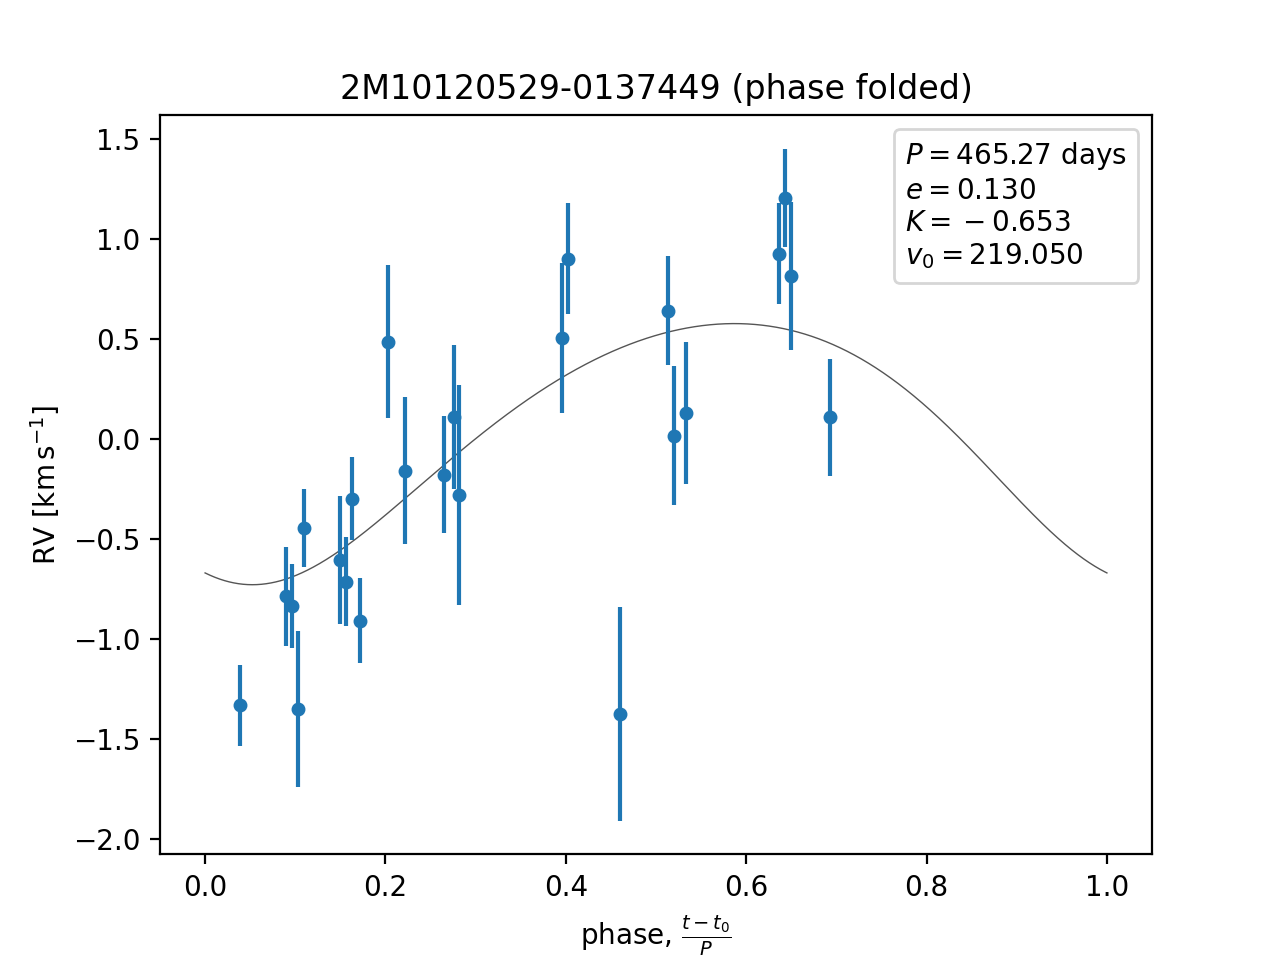 2M10120529-0137449 (phase folded)
P = 465.27 days
e = 0.130
K = −0.653
v₀ = 219.050
1.5
1.0
0.5
0.0
−0.5
−1.0
−1.5
−2.0
RV [km s⁻¹]
0.0 0.2 0.4 0.6 0.8 1.0
phase, (t − t₀)/P